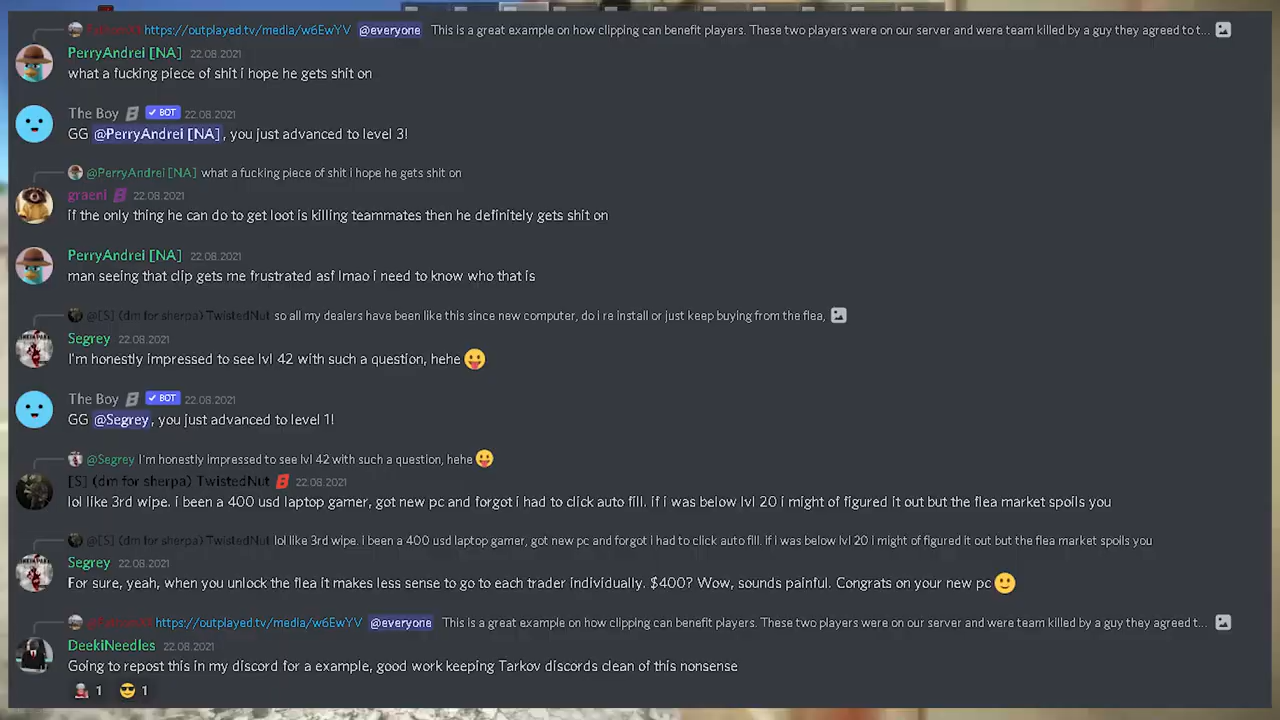 https://outplayed.tv/media/w6EwYV @everyone This is a great example on how clipping can benefit players. These two players were on our server and were team killed by a guy they agreed to t...
PerryAndrei [NA] 22.08.2021
what a fucking piece of shit i hope he gets shit on
The Boy BOT 22.08.2021
GG @PerryAndrei [NA], you just advanced to level 3!
@PerryAndrei [NA] what a fucking piece of shit i hope he gets shit on
graeni 22.08.2021
if the only thing he can do to get loot is killing teammates then he definitely gets shit on
PerryAndrei [NA] 22.08.2021
man seeing that clip gets me frustrated asf lmao i need to know who that is
@[S] (dm for sherpa) TwistedNut so all my dealers have been like this since new computer, do i re install or just keep buying from the flea,
Segrey 22.08.2021
I'm honestly impressed to see lvl 42 with such a question, hehe 😛
The Boy BOT 22.08.2021
GG @Segrey, you just advanced to level 1!
@Segrey I'm honestly impressed to see lvl 42 with such a question, hehe 😛
[S] (dm for sherpa) TwistedNut 22.08.2021
lol like 3rd wipe. i been a 400 usd laptop gamer, got new pc and forgot i had to click auto fill. if i was below lvl 20 i might of figured it out but the flea market spoils you
@[S] (dm for sherpa) TwistedNut lol like 3rd wipe. i been a 400 usd laptop gamer, got new pc and forgot i had to click auto fill. if i was below lvl 20 i might of figured it out but the flea market spoils you
Segrey 22.08.2021
For sure, yeah, when you unlock the flea it makes less sense to go to each trader individually. $400? Wow, sounds painful. Congrats on your new pc 🙂
https://outplayed.tv/media/w6EwYV @everyone This is a great example on how clipping can benefit players. These two players were on our server and were team killed by a guy they agreed to t...
DeekiNeedles 22.08.2021
Going to repost this in my discord for a example, good work keeping Tarkov discords clean of this nonsense
1 😎 1